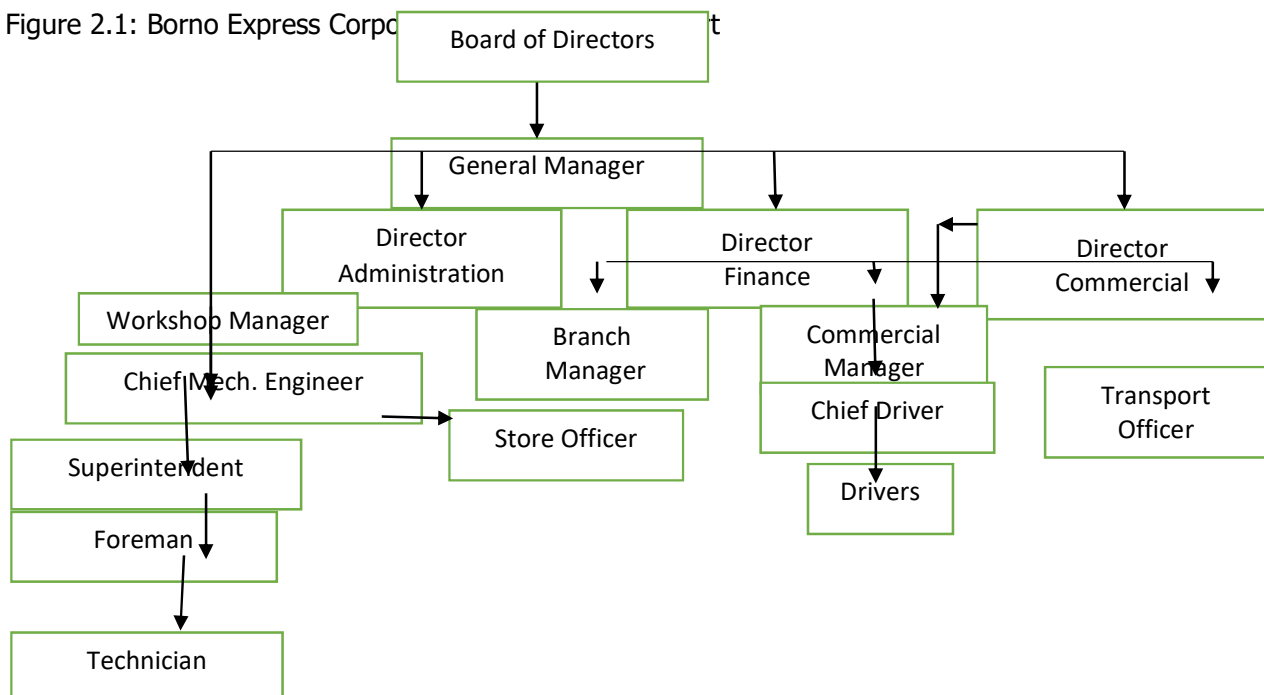 Figure 2.1: Borno Express Corpo
Board of Directors
General Manager
Director
Administration
Director
Finance
Director
Commercial
Workshop Manager
Branch
Manager
Commercial
Manager
Chief Mech. Engineer
Transport
Officer
Chief Driver
Store Officer
Superintendent
Drivers
Foreman
Technician